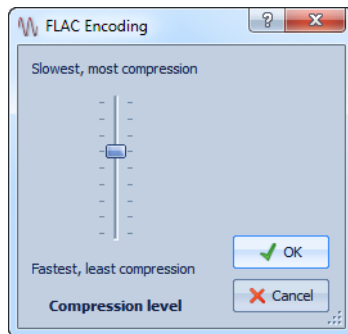 FLAC Encoding
?
Slowest, most compression
OK
Fastest, least compression
Cancel
Compression level